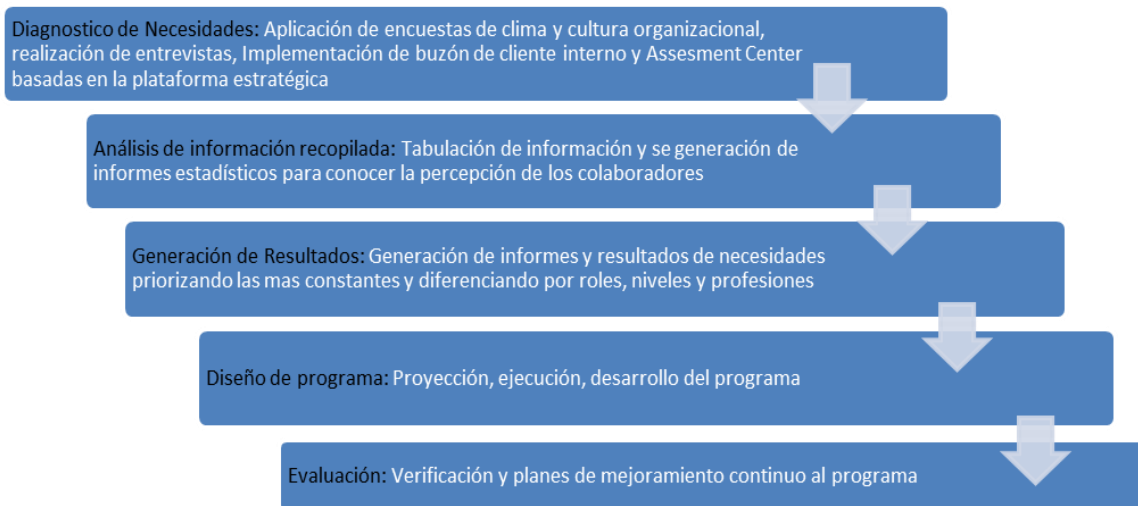 Diagnostico de Necesidades: Aplicación de encuestas de clima y cultura organizacional,
realización de entrevistas, Implementación de buzón de cliente interno y Assesment Center
basadas en la plataforma estratégica
Análisis de información recopilada: Tabulación de información y se generación de
informes estadísticos para conocer la percepción de los colaboradores
Generación de Resultados: Generación de informes y resultados de necesidades
priorizando las mas constantes y diferenciando por roles, niveles y profesiones
Diseño de programa: Proyección, ejecución, desarrollo del programa
Evaluación: Verificación y planes de mejoramiento continuo al programa